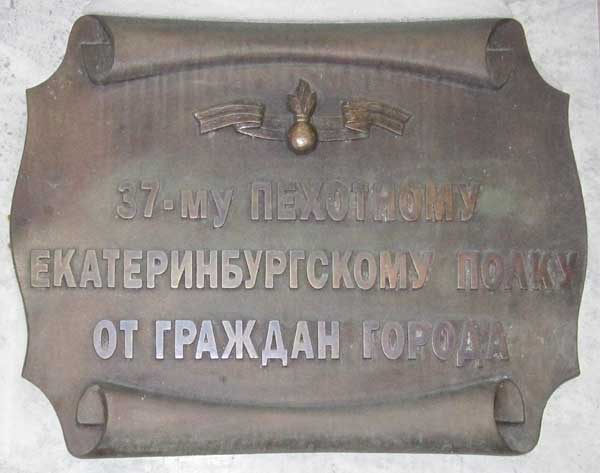 37-му ПЕХОТНОМУ
ЕКАТЕРИНБУРГСКОМУ ПОЛКУ
ОТ ГРАЖДАН ГОРОДА